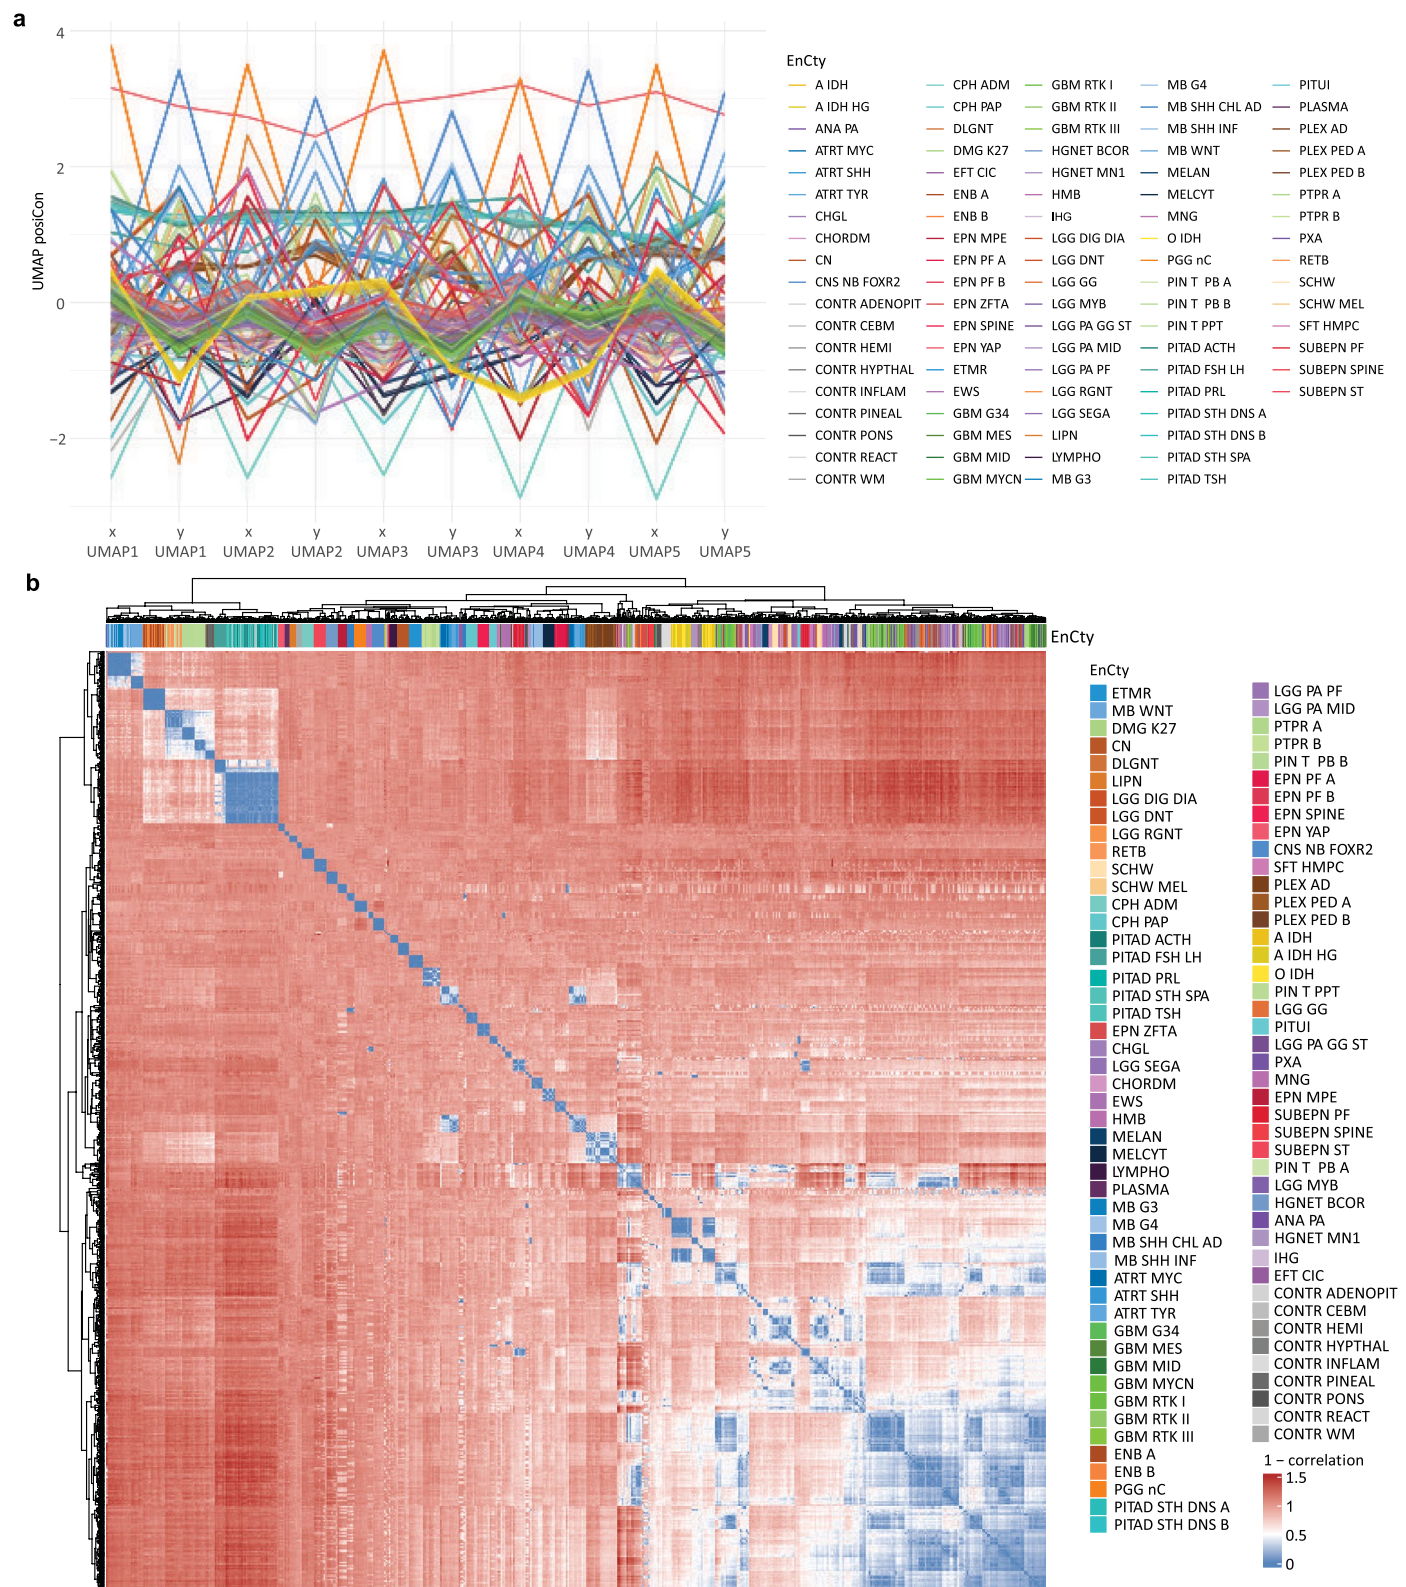 a
4
2
0
−2
UMAP posiCon
x y x y x y x y x y
UMAP1 UMAP1 UMAP2 UMAP2 UMAP3 UMAP3 UMAP4 UMAP4 UMAP5 UMAP5
EnCty
A IDH
A IDH HG
ANA PA
ATRT MYC
ATRT SHH
ATRT TYR
CHGL
CHORDM
CN
CNS NB FOXR2
CONTR ADENOPIT
CONTR CEBM
CONTR HEMI
CONTR HYPTHAL
CONTR INFLAM
CONTR PINEAL
CONTR PONS
CONTR REACT
CONTR WM
CPH ADM
CPH PAP
DLGNT
DMG K27
EFT CIC
ENB A
ENB B
EPN MPE
EPN PF A
EPN PF B
EPN ZFTA
EPN SPINE
EPN YAP
ETMR
EWS
GBM G34
GBM MES
GBM MID
GBM MYCN
GBM RTK I
GBM RTK II
GBM RTK III
HGNET BCOR
HGNET MN1
HMB
IHG
LGG DIG DIA
LGG DNT
LGG GG
LGG MYB
LGG PA GG ST
LGG PA MID
LGG PA PF
LGG RGNT
LGG SEGA
LIPN
LYMPHO
MB G3
MB G4
MB SHH CHL AD
MB SHH INF
MB WNT
MELAN
MELCYT
MNG
O IDH
PGG nC
PIN T PB A
PIN T PB B
PIN T PPT
PITAD ACTH
PITAD FSH LH
PITAD PRL
PITAD STH DNS A
PITAD STH DNS B
PITAD STH SPA
PITAD TSH
PITUI
PLASMA
PLEX AD
PLEX PED A
PLEX PED B
PTPR A
PTPR B
PXA
RETB
SCHW
SCHW MEL
SFT HMPC
SUBEPN PF
SUBEPN SPINE
SUBEPN ST
b
EnCty
EnCty
ETMR
MB WNT
DMG K27
CN
DLGNT
LIPN
LGG DIG DIA
LGG DNT
LGG RGNT
RETB
SCHW
SCHW MEL
CPH ADM
CPH PAP
PITAD ACTH
PITAD FSH LH
PITAD PRL
PITAD STH SPA
PITAD TSH
EPN ZFTA
CHGL
LGG SEGA
CHORDM
EWS
HMB
MELAN
MELCYT
LYMPHO
PLASMA
MB G3
MB G4
MB SHH CHL AD
MB SHH INF
ATRT MYC
ATRT SHH
ATRT TYR
GBM G34
GBM MES
GBM MID
GBM MYCN
GBM RTK I
GBM RTK II
GBM RTK III
ENB A
ENB B
PGG nC
PITAD STH DNS A
PITAD STH DNS B
LGG PA PF
LGG PA MID
PTPR A
PTPR B
PIN T PB B
EPN PF A
EPN PF B
EPN SPINE
EPN YAP
CNS NB FOXR2
SFT HMPC
PLEX AD
PLEX PED A
PLEX PED B
A IDH
A IDH HG
O IDH
PIN T PPT
LGG GG
PITUI
LGG PA GG ST
PXA
MNG
EPN MPE
SUBEPN PF
SUBEPN SPINE
SUBEPN ST
PIN T PB A
LGG MYB
HGNET BCOR
ANA PA
HGNET MN1
IHG
EFT CIC
CONTR ADENOPIT
CONTR CEBM
CONTR HEMI
CONTR HYPTHAL
CONTR INFLAM
CONTR PINEAL
CONTR PONS
CONTR REACT
CONTR WM
1 − correlation
1.5
1
0.5
0